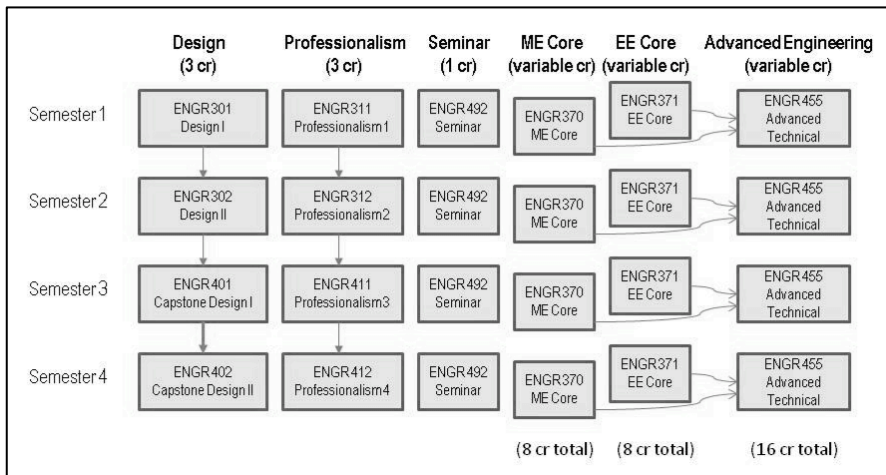 Design Professionalism Seminar ME Core EE Core Advanced Engineering
(3 cr) (3 cr) (1 cr) (variable cr) (variable cr) (variable cr)
Semester 1
ENGR301
Design I
ENGR311
Professionalism1
ENGR492
Seminar
ENGR370
ME Core
ENGR371
EE Core
ENGR455
Advanced
Technical
Semester 2
ENGR302
Design II
ENGR312
Professionalism2
ENGR492
Seminar
ENGR370
ME Core
ENGR371
EE Core
ENGR455
Advanced
Technical
Semester 3
ENGR401
Capstone Design I
ENGR411
Professionalism3
ENGR492
Seminar
ENGR370
ME Core
ENGR371
EE Core
ENGR455
Advanced
Technical
Semester 4
ENGR402
Capstone Design II
ENGR412
Professionalism4
ENGR492
Seminar
ENGR370
ME Core
ENGR371
EE Core
ENGR455
Advanced
Technical
(8 cr total) (8 cr total) (16 cr total)